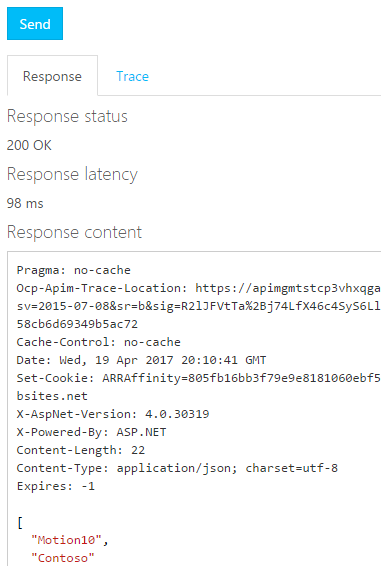 Send
Response
Trace
Response status
200 OK
Response latency
98 ms
Response content
Pragma: no-cache
Ocp-Apim-Trace-Location: https://apimgmtstcp3vhxqga
sv=2015-07-08&sr=b&sig=R2lJFVtTa%2Bj74LfX46c4SyS6Ll
58cb6d69349b5ac72
Cache-Control: no-cache
Date: Wed, 19 Apr 2017 20:10:41 GMT
Set-Cookie: ARRAffinity=805fb16bb3f79e9e8181060ebf5
bsites.net
X-AspNet-Version: 4.0.30319
X-Powered-By: ASP.NET
Content-Length: 22
Content-Type: application/json; charset=utf-8
Expires: -1
[
"Motion10",
"Contoso"